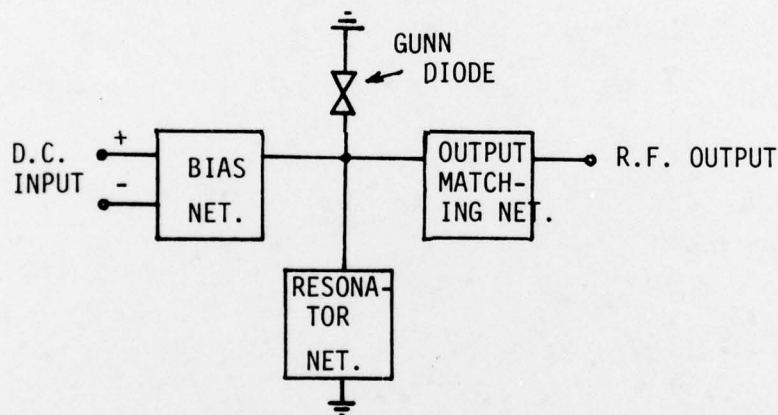 GUNN
DIODE
D.C.
INPUT
+
-
BIAS
NET.
OUTPUT
MATCH-
ING NET.
R.F. OUTPUT
RESONA-
TOR
NET.